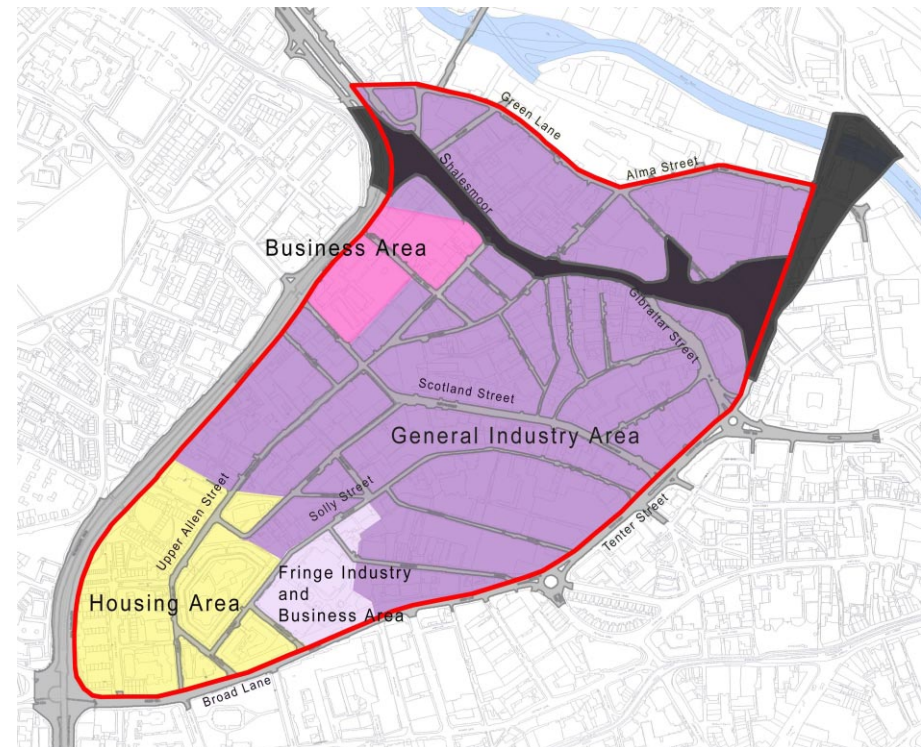 Green Lane
Alma Street
Shalesmoor
Business Area
Gibraltar Street
Scotland Street
General Industry Area
Solly Street
Upper Allen Street
Tenter Street
Fringe Industry
and
Business Area
Housing Area
Broad Lane